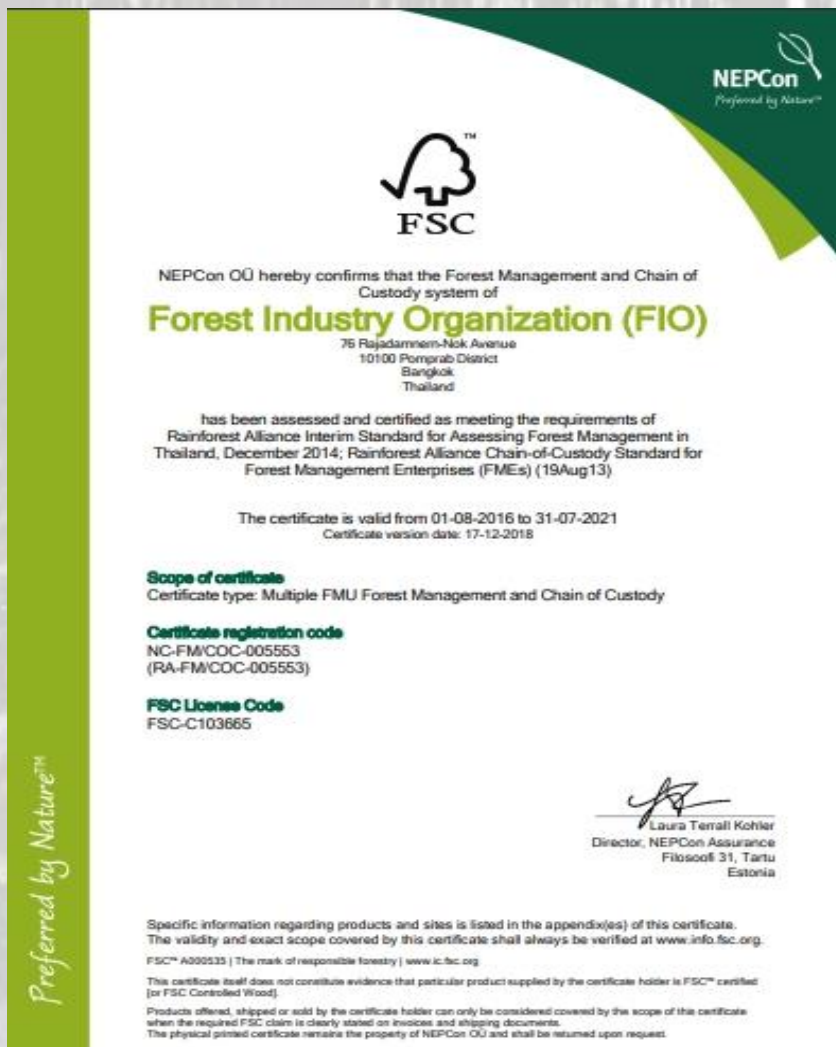 NEPCon
Preferred by Nature™
TM
FSC
NEPCon OÜ hereby confirms that the Forest Management and Chain of
Custody system of
Forest Industry Organization (FIO)
76 Rajadamnern-Nok Avenue
10100 Pomprab District
Bangkok
Thailand
has been assessed and certified as meeting the requirements of
Rainforest Alliance Interim Standard for Assessing Forest Management in
Thailand, December 2014; Rainforest Alliance Chain-of-Custody Standard for
Forest Management Enterprises (FMEs) (19Aug13)
The certificate is valid from 01-08-2016 to 31-07-2021
Certificate version date: 17-12-2018
Scope of certificate
Certificate type: Multiple FMU Forest Management and Chain of Custody
Certificate registration code
NC-FM/COC-005553
(RA-FM/COC-005553)
FSC License Code
FSC-C103665
Laura Terrall Kohler
Director, NEPCon Assurance
Filosoofi 31, Tartu
Estonia
Preferred by Nature™
Specific information regarding products and sites is listed in the appendix(es) of this certificate.
The validity and exact scope covered by this certificate shall always be verified at www.info.fsc.org.
FSC™ A000535 | The mark of responsible forestry | www.ic.fsc.org
This certificate itself does not constitute evidence that particular product supplied by the certificate holder is FSC™ certified
[or FSC Controlled Wood].
Products offered, shipped or sold by the certificate holder can only be considered covered by the scope of this certificate
when the required FSC claim is clearly stated on invoices and shipping documents.
The physical printed certificate remains the property of NEPCon OÜ and shall be returned upon request.